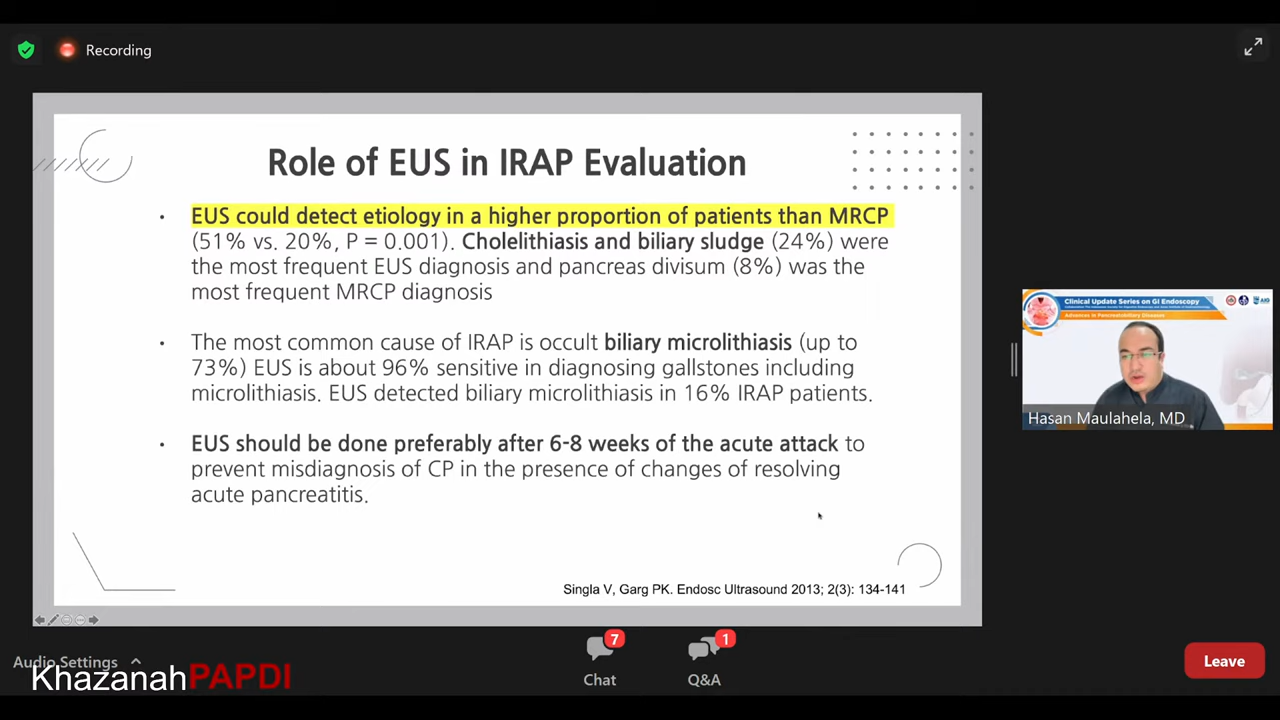 Recording
Role of EUS in IRAP Evaluation
• EUS could detect etiology in a higher proportion of patients than MRCP
(51% vs. 20%, P = 0.001). Cholelithiasis and biliary sludge (24%) were
the most frequent EUS diagnosis and pancreas divisum (8%) was the
most frequent MRCP diagnosis
• The most common cause of IRAP is occult biliary microlithiasis (up to
73%) EUS is about 96% sensitive in diagnosing gallstones including
microlithiasis. EUS detected biliary microlithiasis in 16% IRAP patients.
• EUS should be done preferably after 6-8 weeks of the acute attack to
prevent misdiagnosis of CP in the presence of changes of resolving
acute pancreatitis.
Singla V, Garg PK. Endosc Ultrasound 2013; 2(3): 134-141
Clinical Update Series on GI Endoscopy
Advances in Pancreatobiliary Diseases
Hasan Maulahela, MD
Audio Settings
KhazanahPAPDI
7
Chat
1
Q&A
Leave